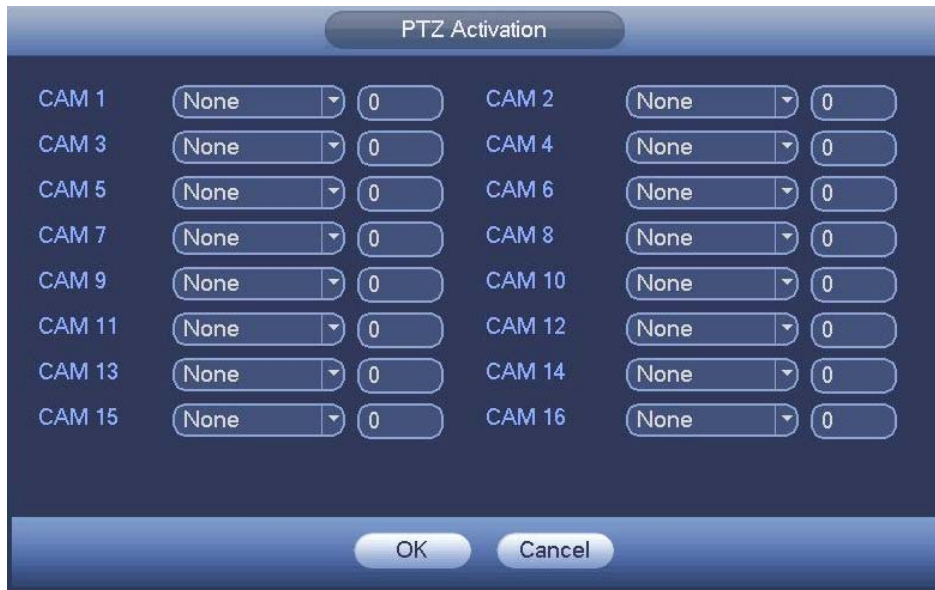 PTZ Activation
CAM 1 None 0 CAM 2 None 0
CAM 3 None 0 CAM 4 None 0
CAM 5 None 0 CAM 6 None 0
CAM 7 None 0 CAM 8 None 0
CAM 9 None 0 CAM 10 None 0
CAM 11 None 0 CAM 12 None 0
CAM 13 None 0 CAM 14 None 0
CAM 15 None 0 CAM 16 None 0
OK Cancel